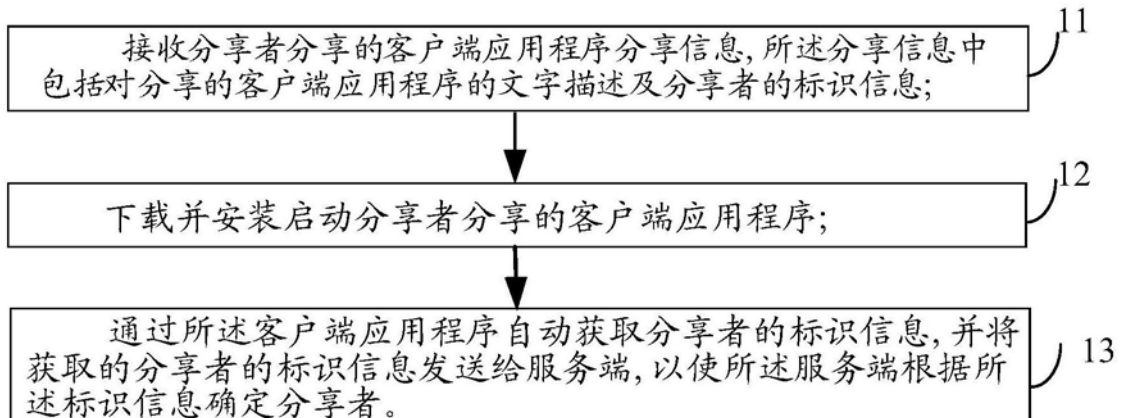 接收分享者分享的客户端应用程序分享信息,所述分享信息中
包括对分享的客户端应用程序的文字描述及分享者的标识信息;
11
下载并安装启动分享者分享的客户端应用程序;
12
通过所述客户端应用程序自动获取分享者的标识信息,并将
获取的分享者的标识信息发送给服务端,以使所述服务端根据所
述标识信息确定分享者。
13